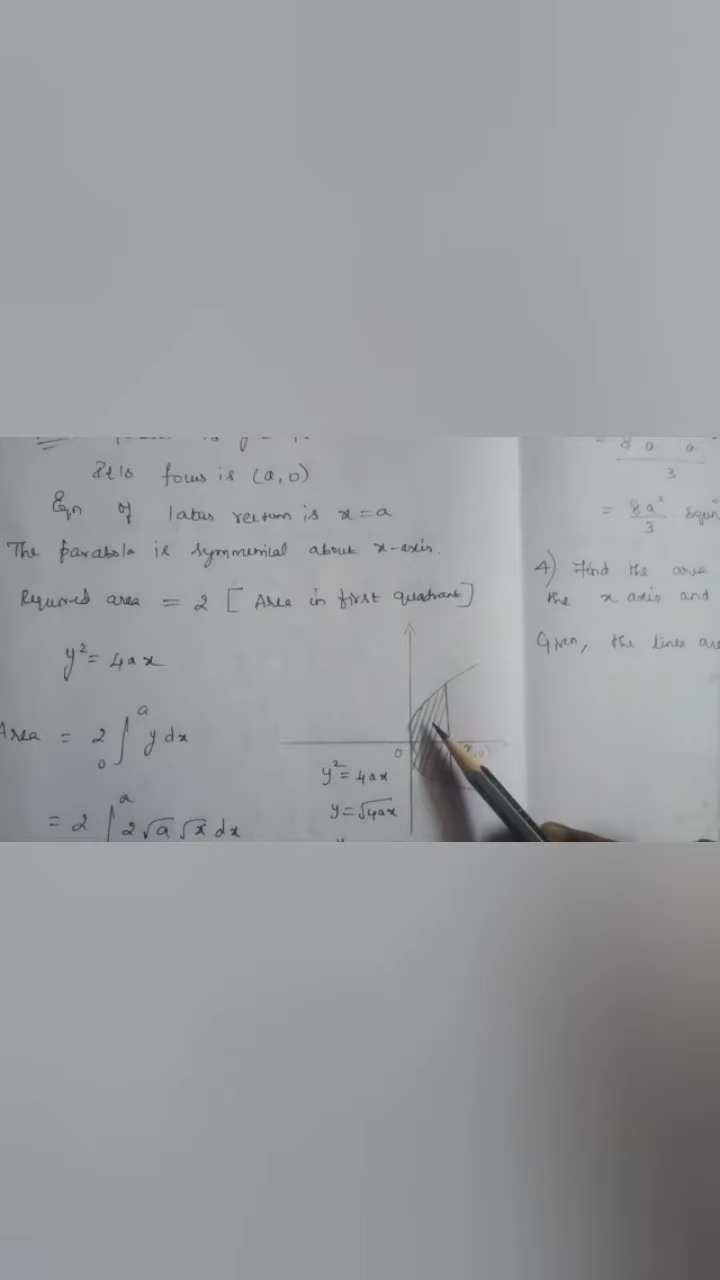 focus is (a, 0)
Eqn of latus rectum is x = a
The parabola is symmetrical about x-axis.
Required area = 2 [ Area in first quadrant ]
y² = 4ax
Area = 2 ∫₀ᵃ y dx
= 2 ∫ᵃ 2√a √x dx
0
y² = 4ax
y = √4ax
3
= 8a²/3
4) Find the area
the x axis and
Given, the lines are